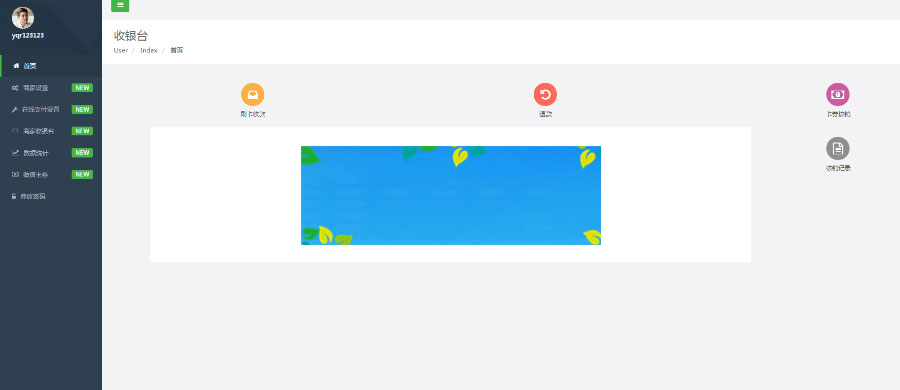 yqr123123
首页
商家设置 NEW
在线支付设置 NEW
商家收银台 NEW
数据统计 NEW
微信卡券 NEW
修改密码
收银台
User / Index / 首页
刷卡收款
退款
卡券核销
核销记录